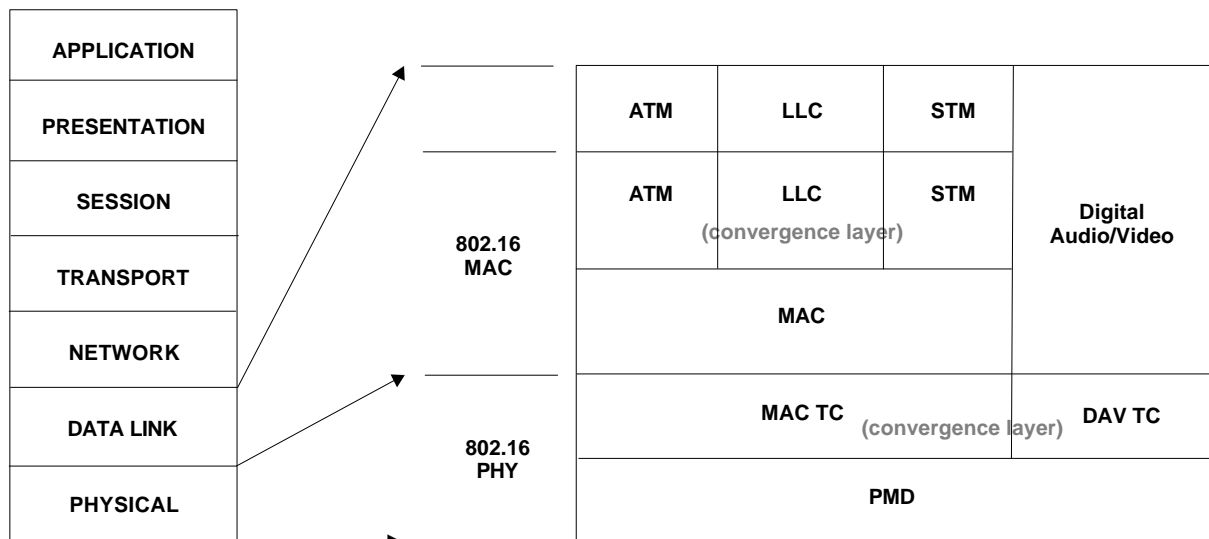 APPLICATION
PRESENTATION
SESSION
TRANSPORT
NETWORK
DATA LINK
PHYSICAL
802.16
MAC
802.16
PHY
ATM
LLC
STM
ATM
LLC
STM
(convergence layer)
Digital
Audio/Video
MAC
MAC TC
(convergence layer)
DAV TC
PMD